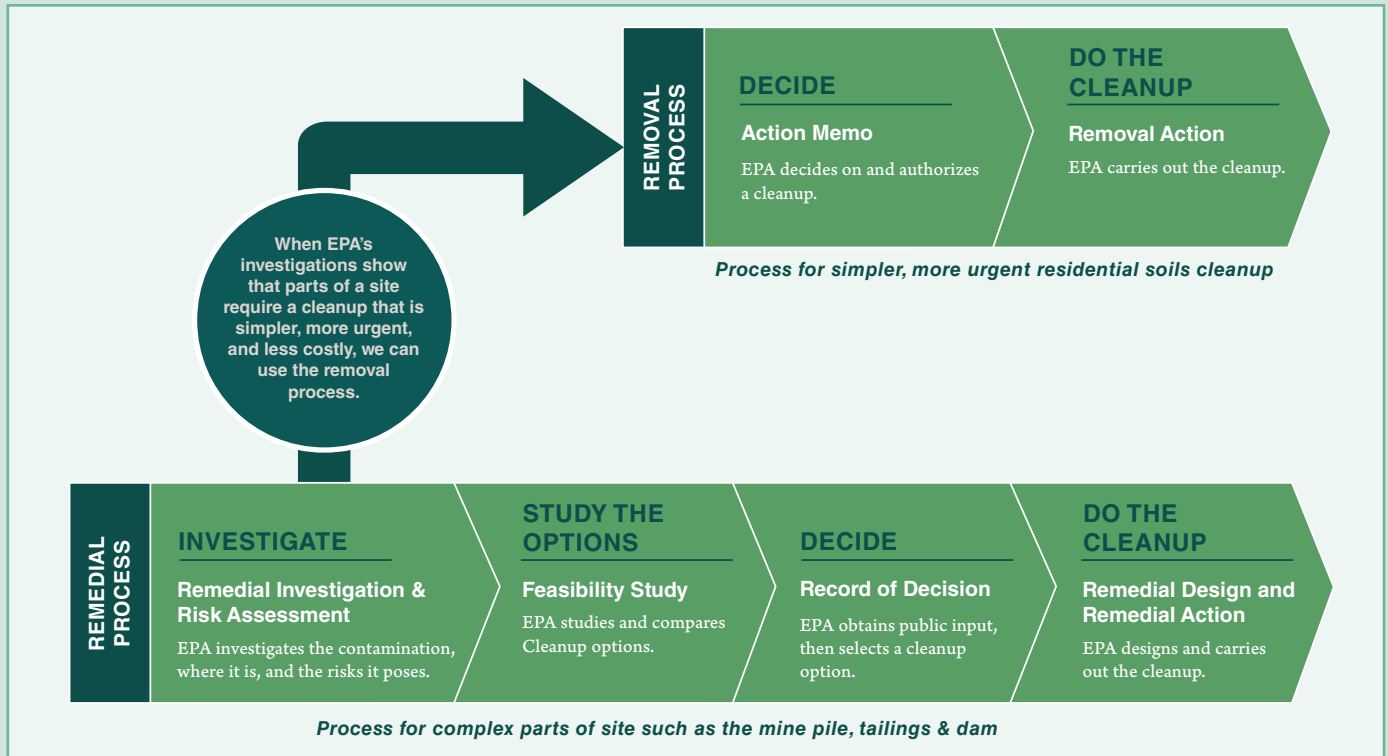 REMOVAL
PROCESS
DECIDE
Action Memo
EPA decides on and authorizes
a cleanup.
DO THE
CLEANUP
Removal Action
EPA carries out the cleanup.
Process for simpler, more urgent residential soils cleanup
When EPA’s
investigations show
that parts of a site
require a cleanup that is
simpler, more urgent,
and less costly, we can
use the removal
process.
REMEDIAL
PROCESS
INVESTIGATE
Remedial Investigation &
Risk Assessment
EPA investigates the contamination,
where it is, and the risks it poses.
STUDY THE
OPTIONS
Feasibility Study
EPA studies and compares
Cleanup options.
DECIDE
Record of Decision
EPA obtains public input,
then selects a cleanup
option.
DO THE
CLEANUP
Remedial Design and
Remedial Action
EPA designs and carries
out the cleanup.
Process for complex parts of site such as the mine pile, tailings & dam